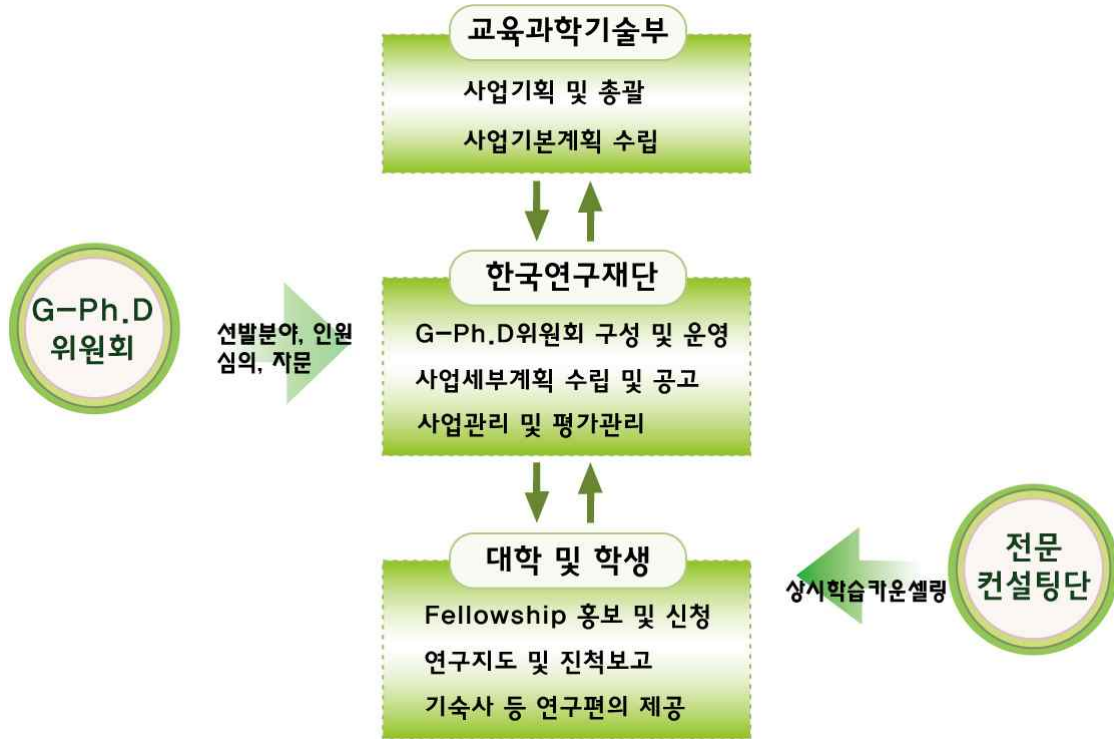 교육과학기술부
사업기획 및 총괄
사업기본계획 수립
G-Ph.D
위원회
선발분야, 인원
심의, 자문
한국연구재단
G-Ph.D위원회 구성 및 운영
사업세부계획 수립 및 공고
사업관리 및 평가관리
대학 및 학생
Fellowship 홍보 및 신청
연구지도 및 진척보고
기숙사 등 연구편의 제공
상시학습카운셀링
전문
컨설팅단